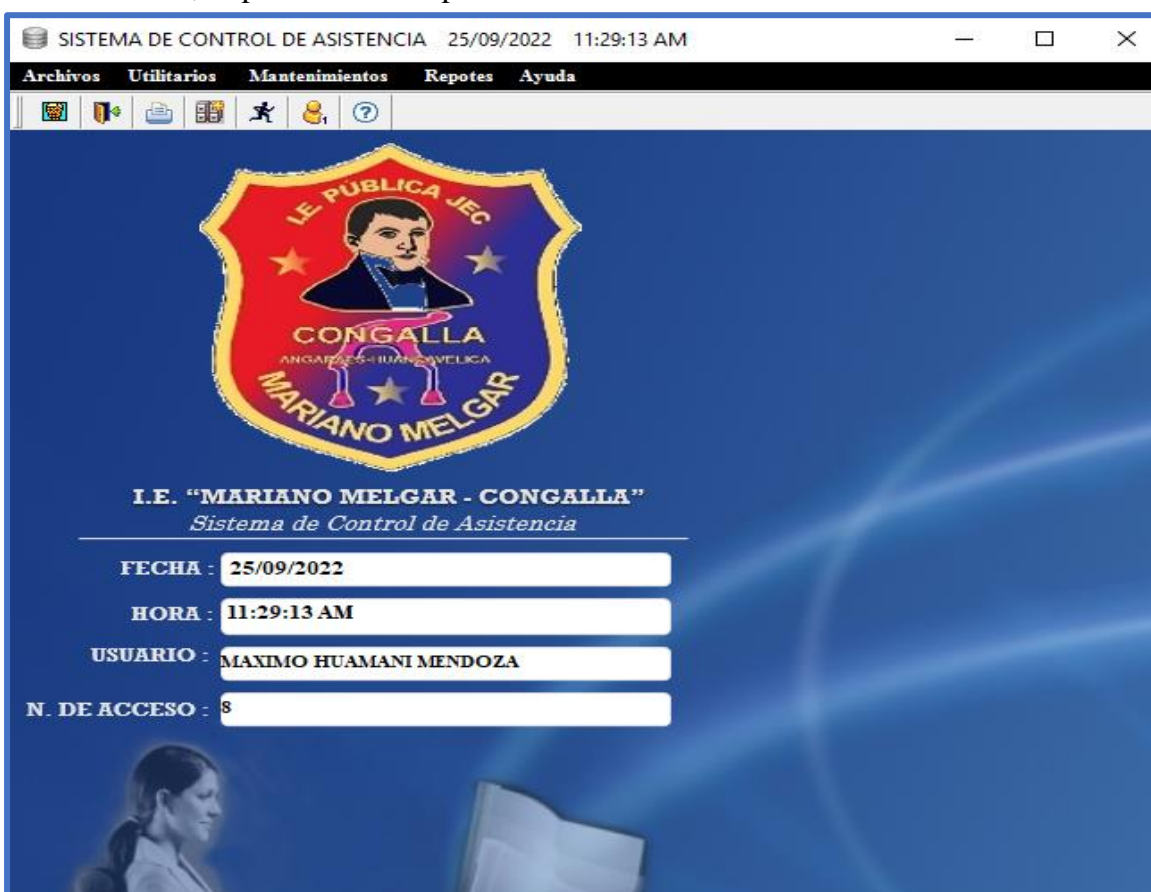 SISTEMA DE CONTROL DE ASISTENCIA 25/09/2022 11:29:13 AM
Archivos Utilitarios Mantenimientos Repotes Ayuda
I.E. PÚBLICA JEC
CONGALLA
ANGARAES-HUANCAVELICA
MARIANO MELGAR
I.E. “MARIANO MELGAR - CONGALLA”
Sistema de Control de Asistencia
FECHA : 25/09/2022
HORA : 11:29:13 AM
USUARIO : MAXIMO HUAMANI MENDOZA
N. DE ACCESO : 8